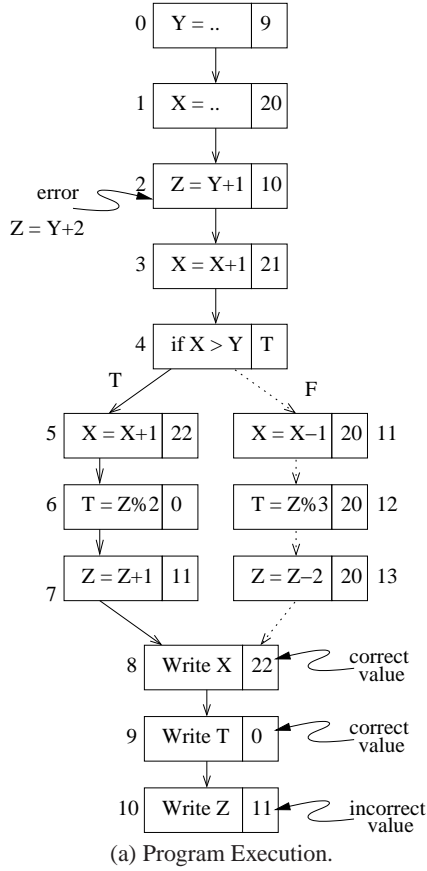 0 Y = .. 9
1 X = .. 20
error
2 Z = Y+1 10
Z = Y+2
3 X = X+1 21
4 if X > Y T
T
F
5 X = X+1 22
X = X−1 20 11
6 T = Z%2 0
T = Z%3 20 12
7 Z = Z+1 11
Z = Z−2 20 13
8 Write X 22
correct
value
9 Write T 0
correct
value
10 Write Z 11
incorrect
value
(a) Program Execution.